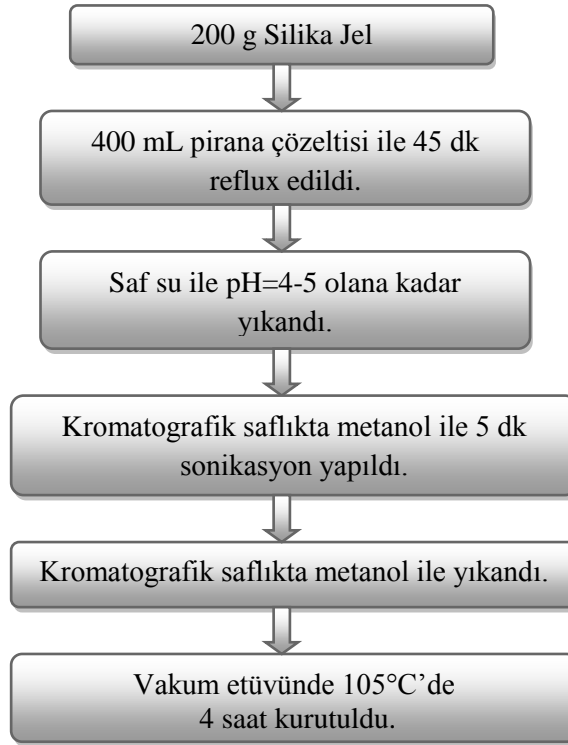 200 g Silika Jel
400 mL pirana çözeltisi ile 45 dk
reflux edildi.
Saf su ile pH=4-5 olana kadar
yıkandı.
Kromatografik saflıkta metanol ile 5 dk
sonikasyon yapıldı.
Kromatografik saflıkta metanol ile yıkandı.
Vakum etüvünde 105°C’de
4 saat kurutuldu.